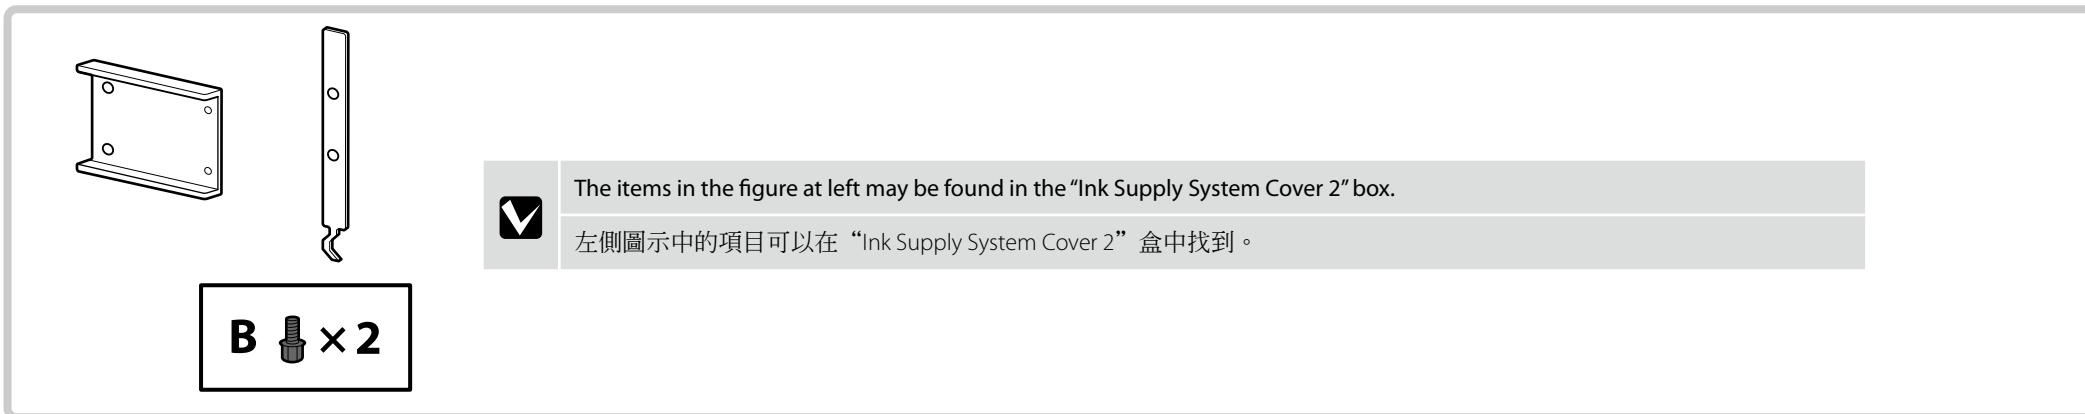 The items in the figure at left may be found in the “Ink Supply System Cover 2” box.
左側圖示中的項目可以在“Ink Supply System Cover 2”盒中找到。
B ×2